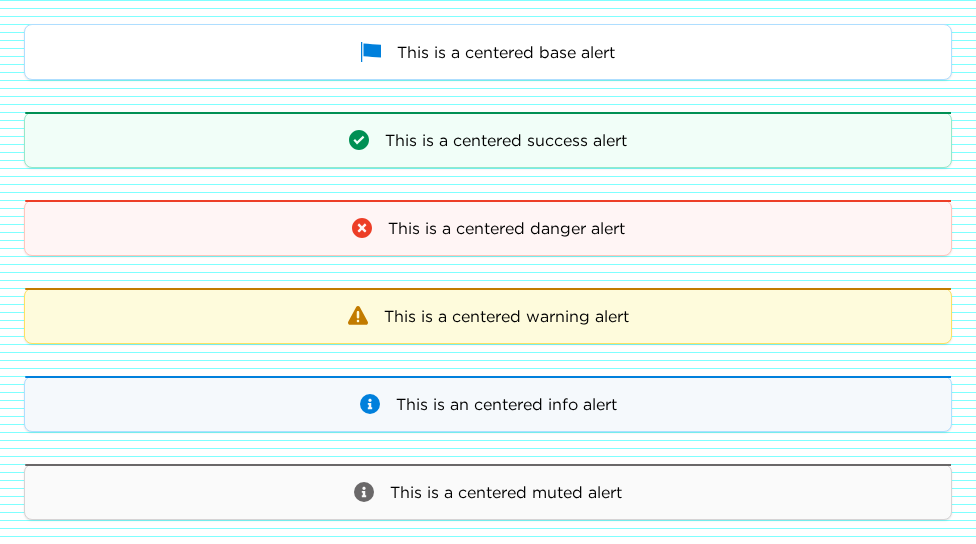 This is a centered base alert
This is a centered success alert
This is a centered danger alert
This is a centered warning alert
This is an centered info alert
This is a centered muted alert